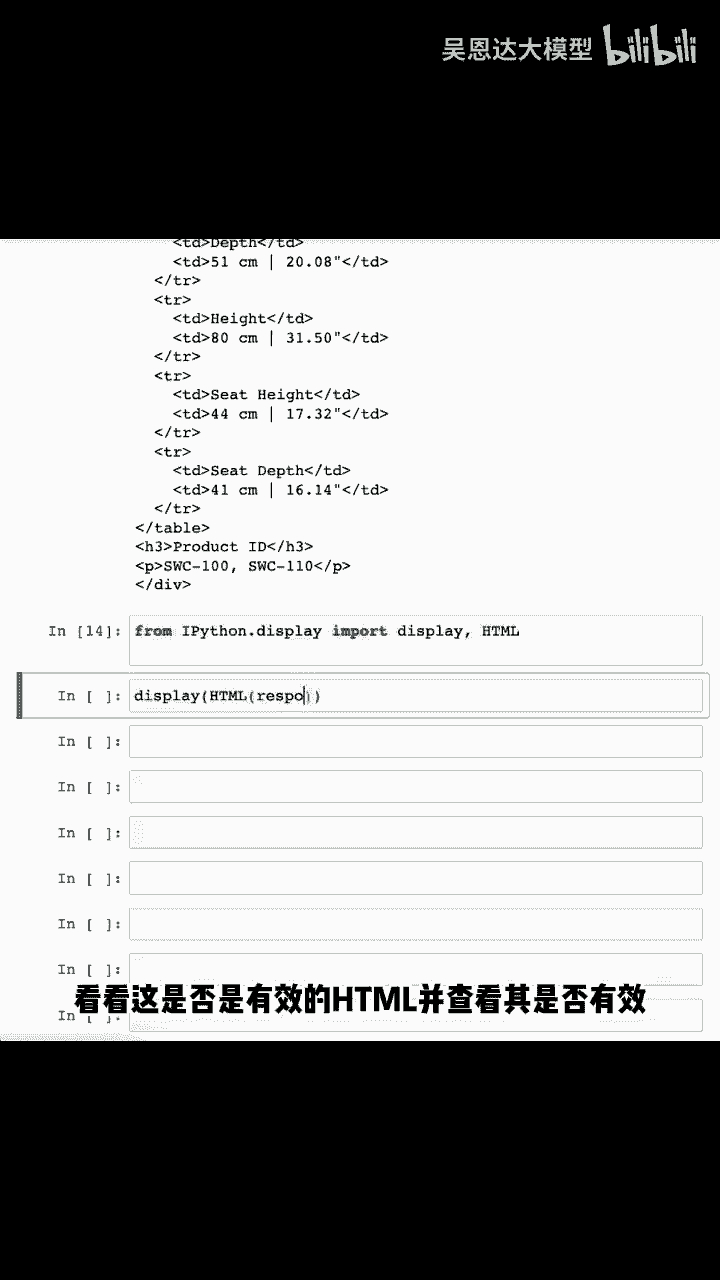 吴恩达大模型 bilibili
<td>Depth</td>
<td>51 cm | 20.08"</td>
</tr>
<tr>
<td>Height</td>
<td>80 cm | 31.50"</td>
</tr>
<tr>
<td>Seat Height</td>
<td>44 cm | 17.32"</td>
</tr>
<tr>
<td>Seat Depth</td>
<td>41 cm | 16.14"</td>
</tr>
</table>
<h3>Product ID</h3>
<p>SWC-100, SWC-110</p>
</div>
In [14]: from IPython.display import display, HTML
In [ ]: display(HTML(respo))
In [ ]:
In [ ]:
In [ ]:
In [ ]:
In [ ]:
In [ ]:
In [ ]:
看看这是否是有效的HTML并查看其是否有效